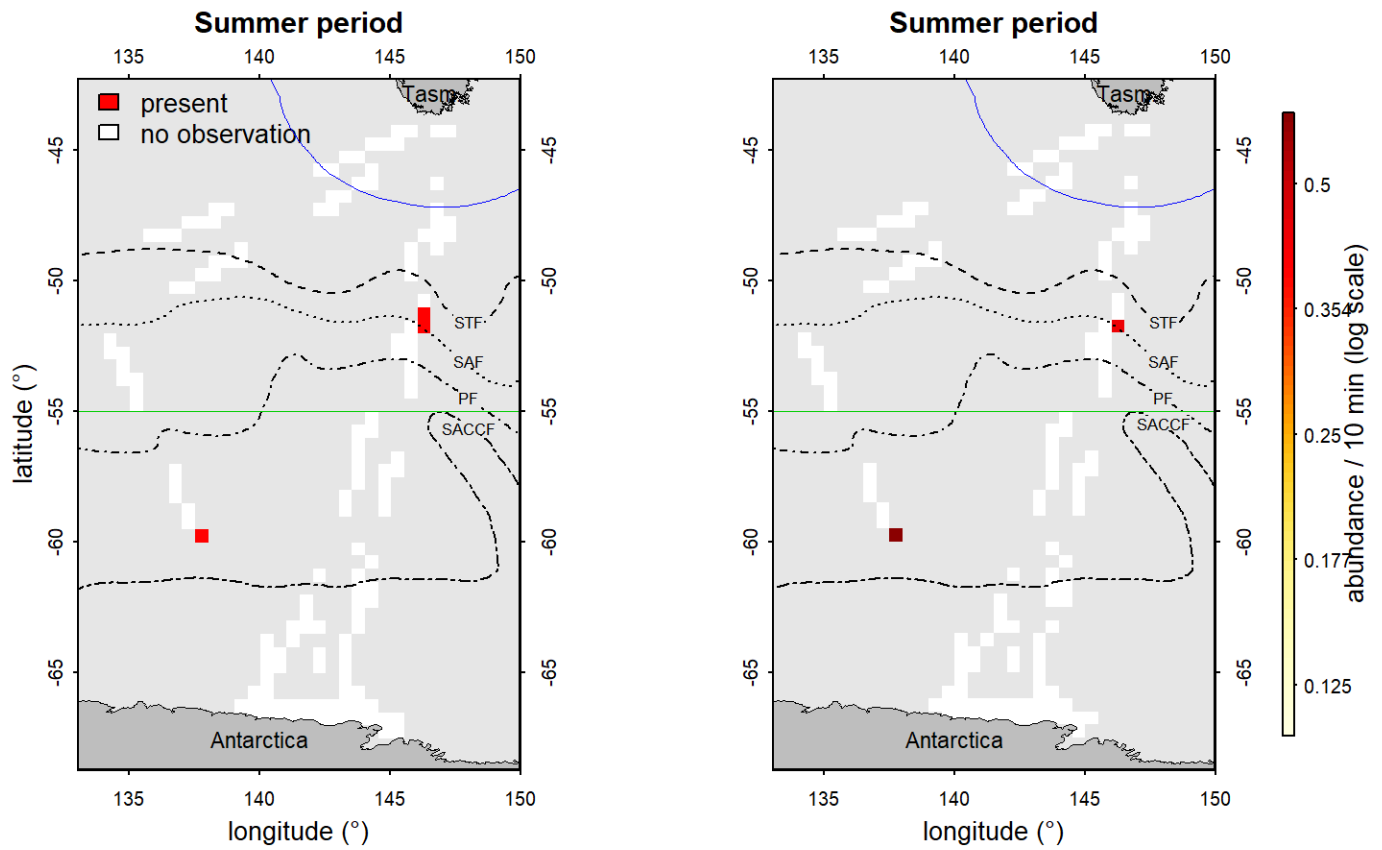 Summer period
135 140 145 150
Tasm
present
no observation
-45 -45
-50 -50
STF
SAF
PF
-55 -55
SACCF
-60 -60
-65 -65
Antarctica
135 140 145 150
longitude (°)
latitude (°)
Summer period
135 140 145 150
Tasm
-45 -45
-50 -50
STF
SAF
PF
-55 -55
SACCF
-60 -60
-65 -65
Antarctica
135 140 145 150
longitude (°)
0.5
0.354
0.25
0.177
0.125
abundance / 10 min (log scale)